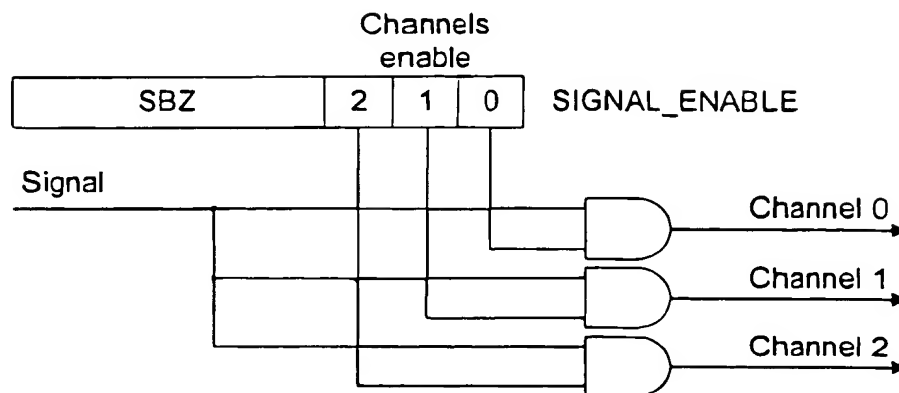 Channels
enable
SBZ 2 1 0 SIGNAL_ENABLE
Signal
Channel 0
Channel 1
Channel 2